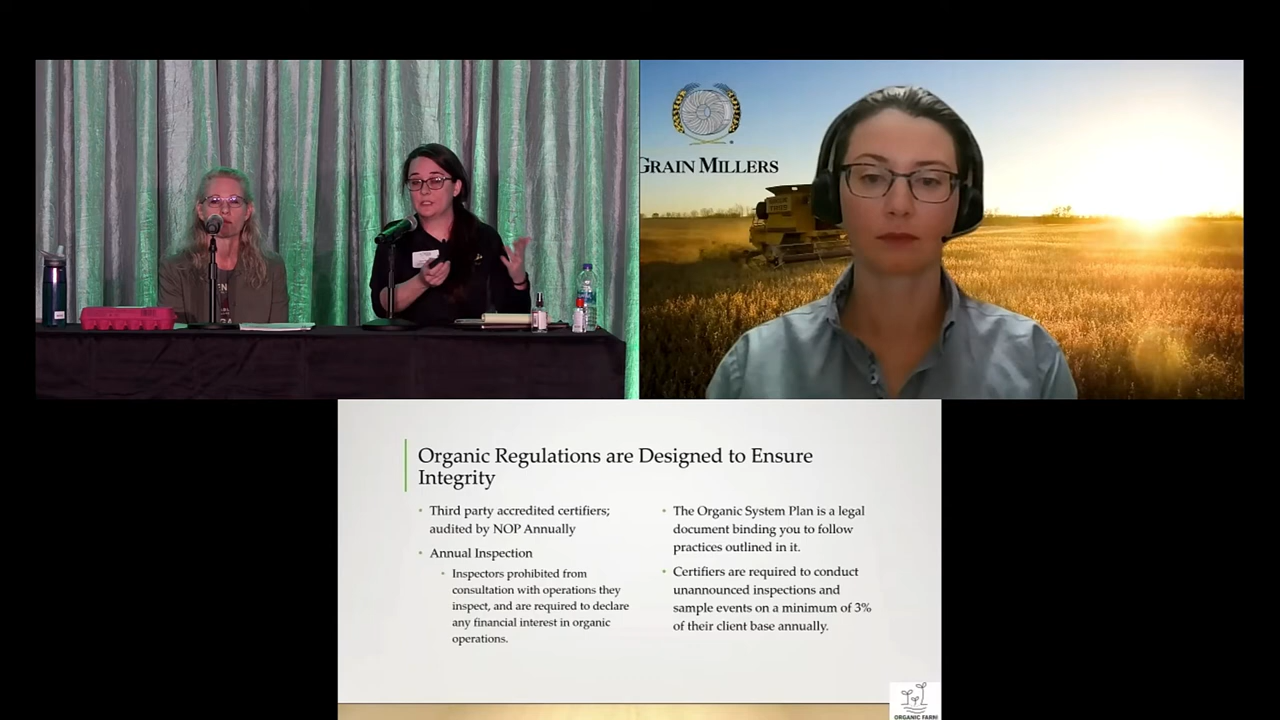 GRAIN MILLERS
Organic Regulations are Designed to Ensure
Integrity
• Third party accredited certifiers;
audited by NOP Annually
• Annual Inspection
• Inspectors prohibited from
consultation with operations they
inspect, and are required to declare
any financial interest in organic
operations.
• The Organic System Plan is a legal
document binding you to follow
practices outlined in it.
• Certifiers are required to conduct
unannounced inspections and
sample events on a minimum of 3%
of their client base annually.
ORGANIC FARM